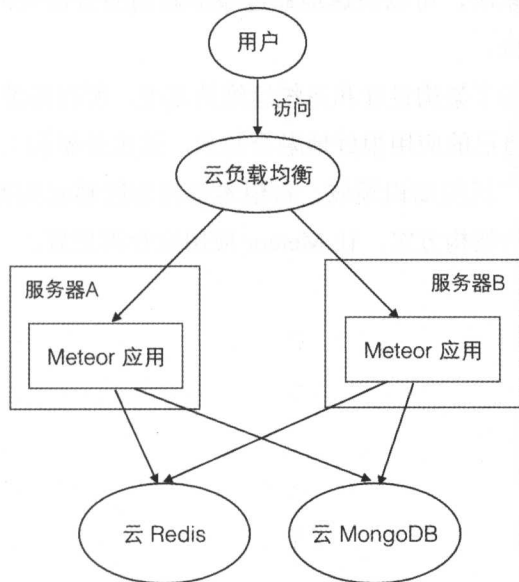 用户
访问
云负载均衡
服务器A
服务器B
Meteor 应用
Meteor 应用
云 Redis
云 MongoDB